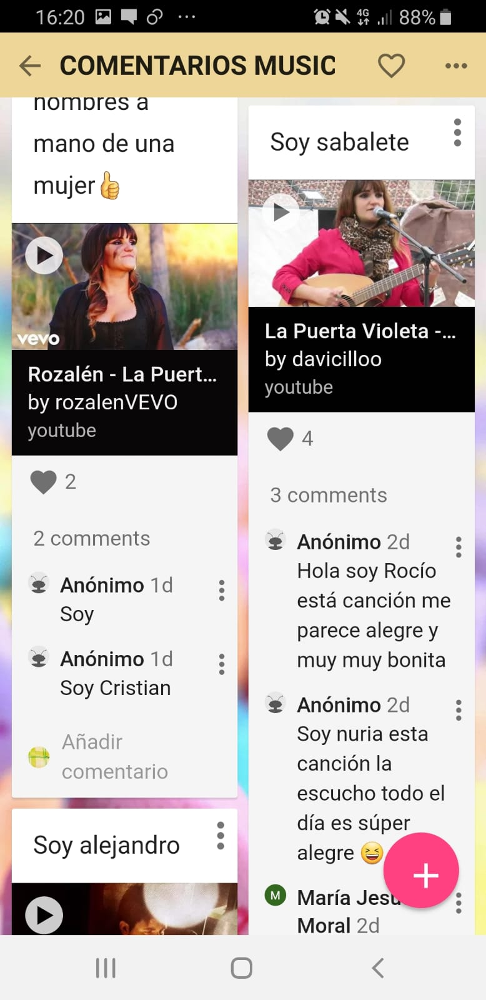 16:20
4G
88%
COMENTARIOS MUSIC
hombres a
mano de una
mujer👍
vevo
Rozalén - La Puert...
by rozalenVEVO
youtube
2
2 comments
Anónimo 1d
Soy
Anónimo 1d
Soy Cristian
Añadir
comentario
Soy alejandro
Soy sabalete
La Puerta Violeta -...
by davicilloo
youtube
4
3 comments
Anónimo 2d
Hola soy Rocío
está canción me
parece alegre y
muy muy bonita
Anónimo 2d
Soy nuria esta
canción la
escucho todo el
día es súper
alegre 😆
M
María Jesu
Moral 2d